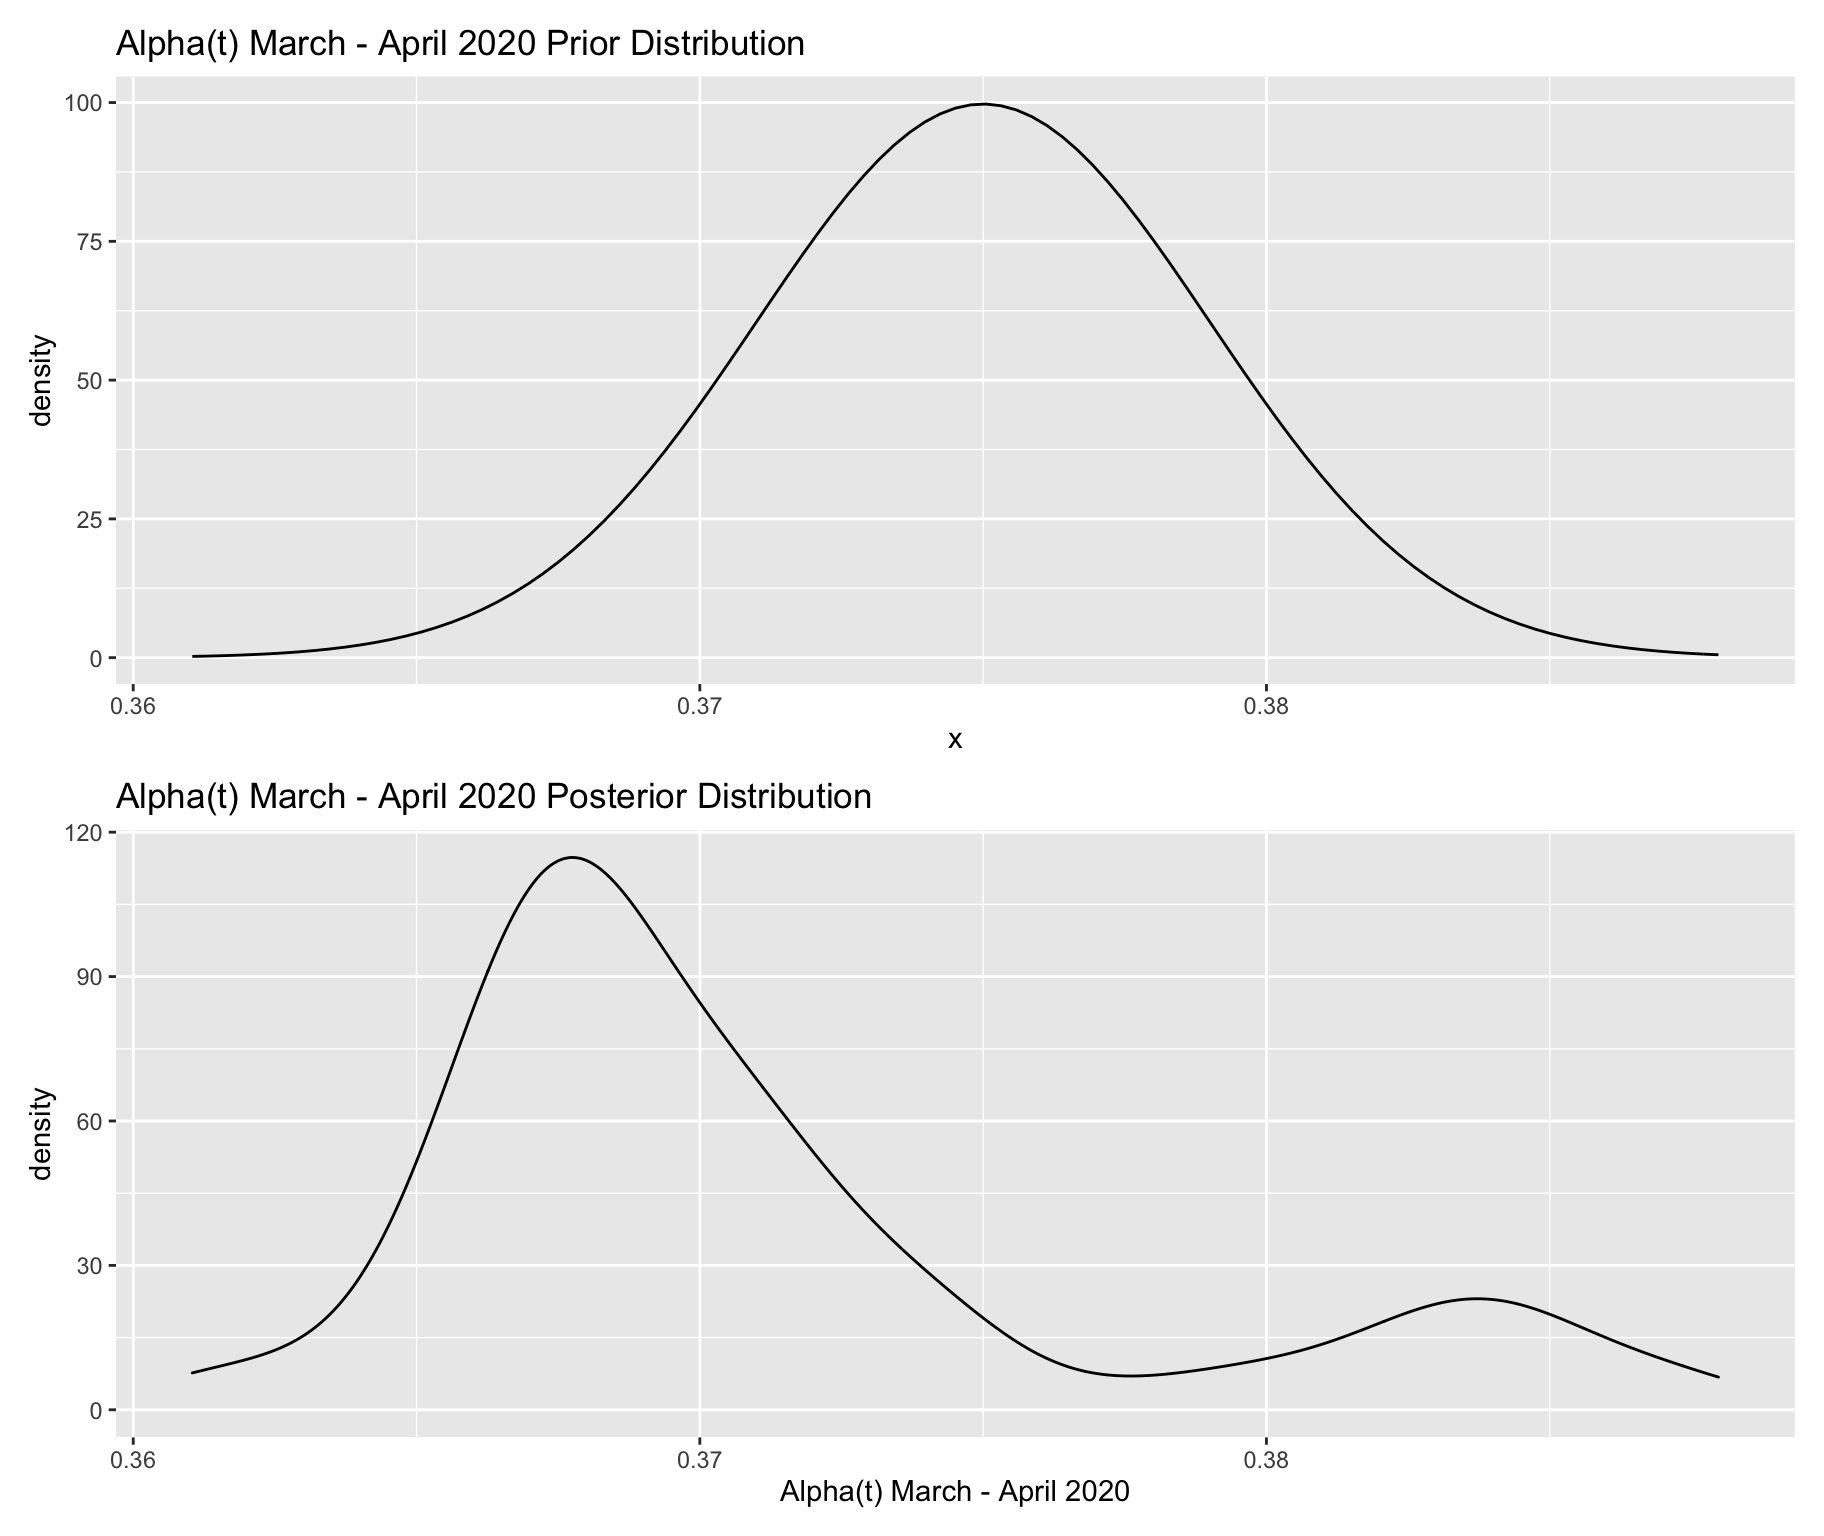 Alpha(t) March - April 2020 Prior Distribution
100
75
50
25
0
density
0.36 0.37 0.38
x
Alpha(t) March - April 2020 Posterior Distribution
120
90
60
30
0
density
0.36 0.37 0.38
Alpha(t) March - April 2020